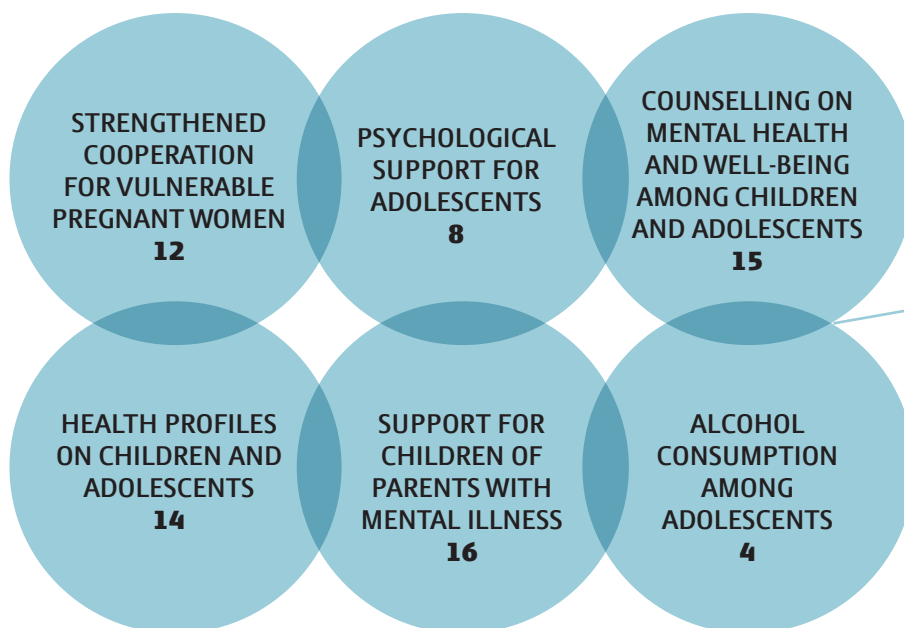 STRENGTHENED
COOPERATION
FOR VULNERABLE
PREGNANT WOMEN
12
PSYCHOLOGICAL
SUPPORT FOR
ADOLESCENTS
8
COUNSELLING ON
MENTAL HEALTH
AND WELL-BEING
AMONG CHILDREN
AND ADOLESCENTS
15
HEALTH PROFILES
ON CHILDREN AND
ADOLESCENTS
14
SUPPORT FOR
CHILDREN OF
PARENTS WITH
MENTAL ILLNESS
16
ALCOHOL
CONSUMPTION
AMONG
ADOLESCENTS
4